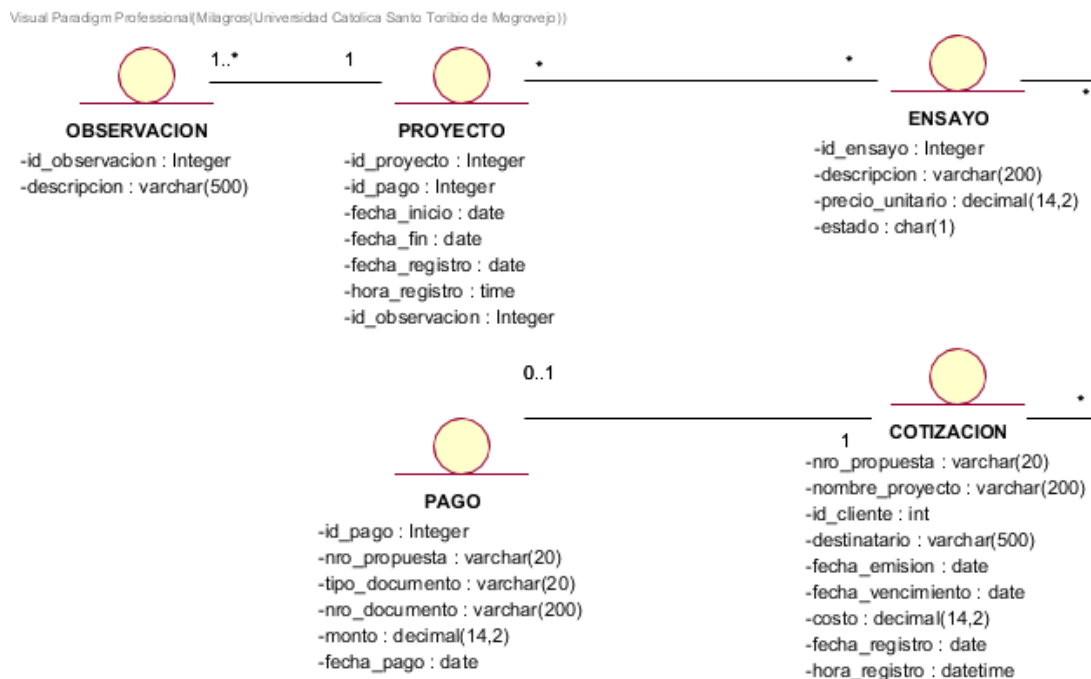 Visual Paradigm Professional(Milagros(Universidad Catolica Santo Toribio de Mogrovejo))
1..*
1
*
*
*
OBSERVACION
-id_observacion : Integer
-descripcion : varchar(500)
PROYECTO
-id_proyecto : Integer
-id_pago : Integer
-fecha_inicio : date
-fecha_fin : date
-fecha_registro : date
-hora_registro : time
-id_observacion : Integer
ENSAYO
-id_ensayo : Integer
-descripcion : varchar(200)
-precio_unitario : decimal(14,2)
-estado : char(1)
0..1
1
*
PAGO
-id_pago : Integer
-nro_propuesta : varchar(20)
-tipo_documento : varchar(20)
-nro_documento : varchar(200)
-monto : decimal(14,2)
-fecha_pago : date
COTIZACION
-nro_propuesta : varchar(20)
-nombre_proyecto : varchar(200)
-id_cliente : int
-destinatario : varchar(500)
-fecha_emision : date
-fecha_vencimiento : date
-costo : decimal(14,2)
-fecha_registro : date
-hora_registro : datetime